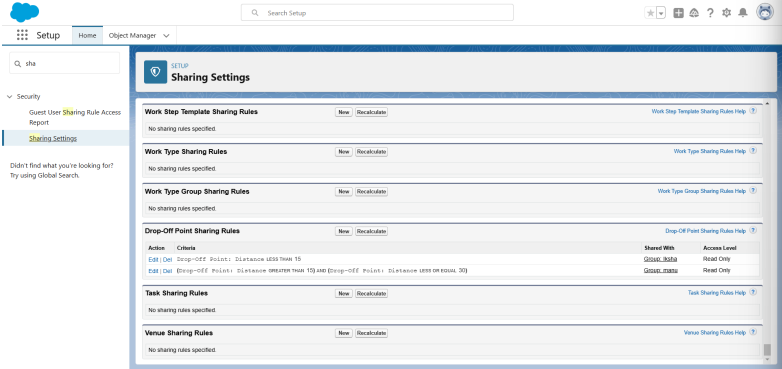 Search Setup
Setup Home Object Manager
sha
Security
Guest User Sharing Rule Access
Report
Sharing Settings
Didn't find what you're looking for?
Try using Global Search.
SETUP
Sharing Settings
Work Step Template Sharing Rules New Recalculate Work Step Template Sharing Rules Help ?
No sharing rules specified.
Work Type Sharing Rules New Recalculate Work Type Sharing Rules Help ?
No sharing rules specified.
Work Type Group Sharing Rules New Recalculate Work Type Group Sharing Rules Help ?
No sharing rules specified.
Drop-Off Point Sharing Rules New Recalculate Drop-Off Point Sharing Rules Help ?
Action Criteria Shared With Access Level
Edit | Del Drop-Off Point: Distance LESS THAN 15 Group: tksha Read Only
Edit | Del (Drop-Off Point: Distance GREATER THAN 15) AND (Drop-Off Point: Distance LESS OR EQUAL 30) Group: manu Read Only
Task Sharing Rules New Recalculate Task Sharing Rules Help ?
No sharing rules specified.
Venue Sharing Rules New Recalculate Venue Sharing Rules Help ?
No sharing rules specified.